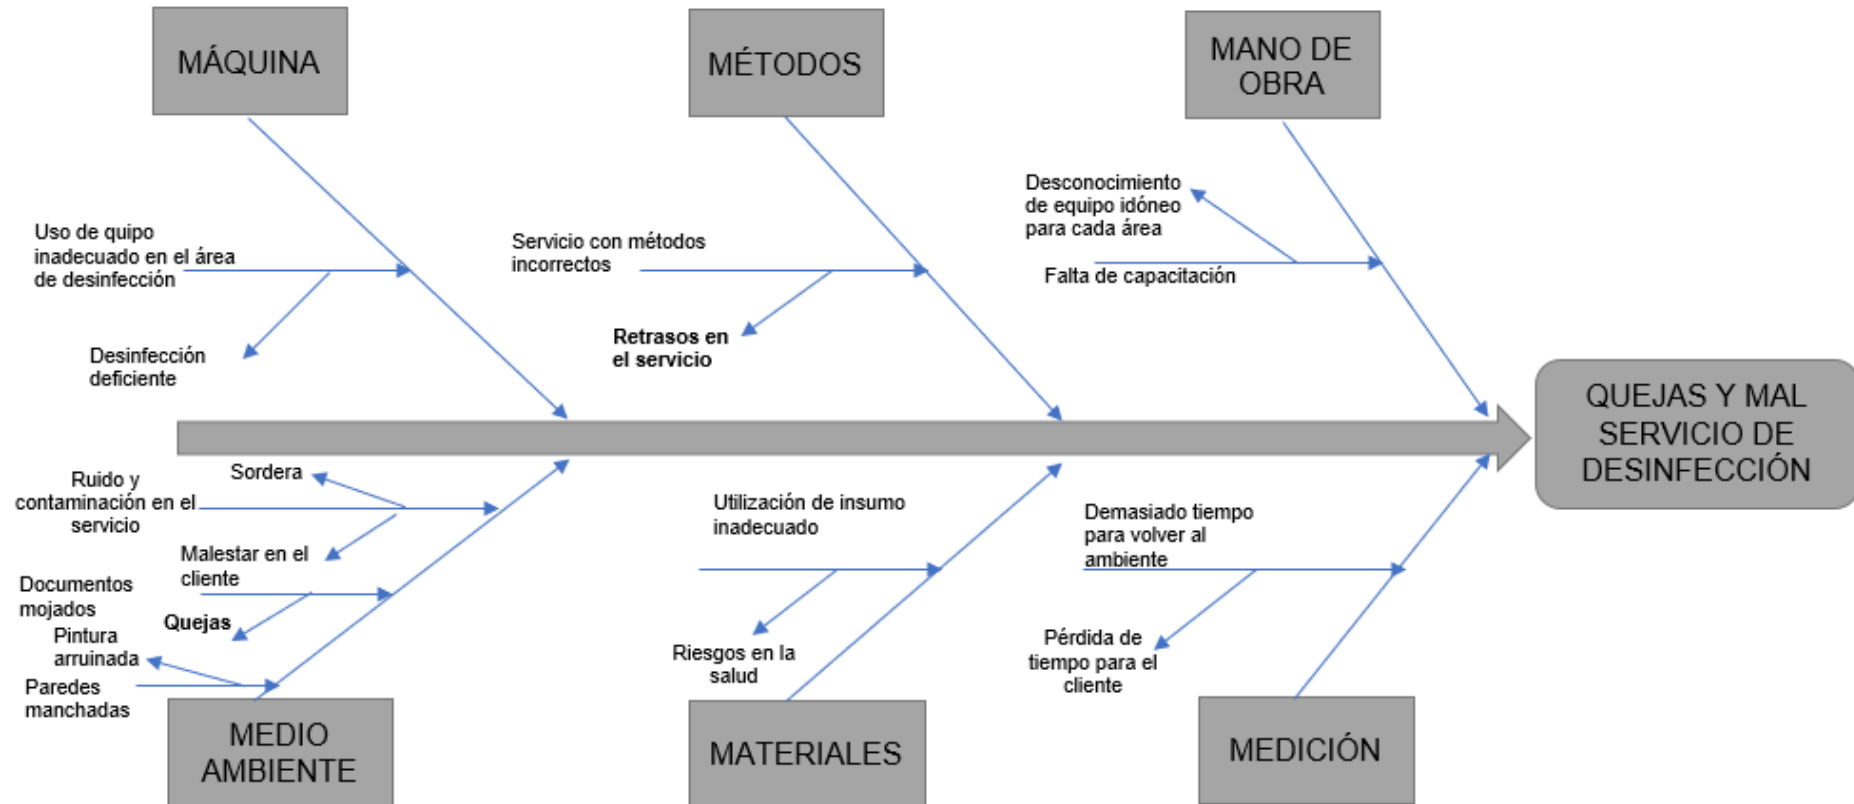 MÁQUINA
MÉTODOS
MANO DE
OBRA
Uso de quipo
inadecuado en el área
de desinfección
Desinfección
deficiente
Servicio con métodos
incorrectos
Retrasos en
el servicio
Desconocimiento
de equipo idóneo
para cada área
Falta de capacitación
QUEJAS Y MAL
SERVICIO DE
DESINFECCIÓN
Sordera
Ruido y
contaminación en el
servicio
Malestar en el
cliente
Documentos
mojados
Quejas
Pintura
arruinada
Paredes
manchadas
Utilización de insumo
inadecuado
Riesgos en la
salud
Demasiado tiempo
para volver al
ambiente
Pérdida de
tiempo para el
cliente
MEDIO
AMBIENTE
MATERIALES
MEDICIÓN